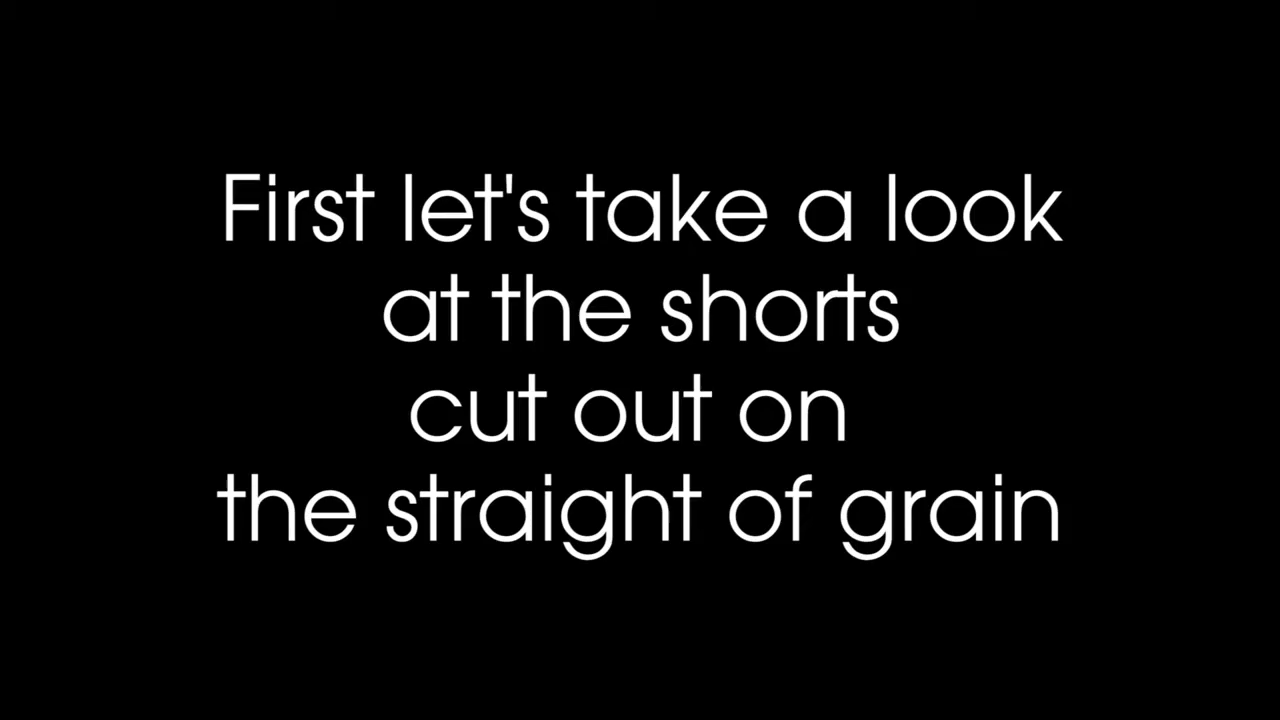 First let's take a look
at the shorts
cut out on
the straight of grain